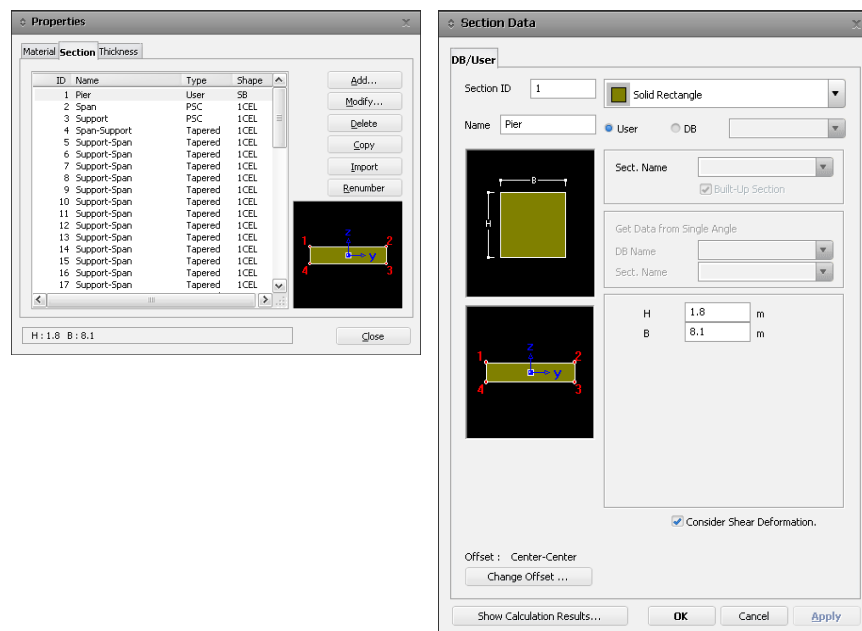 Properties
Material Section Thickness
ID Name Type Shape
1 Pier User SB
2 Span PSC 1CEL
3 Support PSC 1CEL
4 Span-Support Tapered 1CEL
5 Support-Span Tapered 1CEL
6 Support-Span Tapered 1CEL
7 Support-Span Tapered 1CEL
8 Support-Span Tapered 1CEL
9 Support-Span Tapered 1CEL
10 Support-Span Tapered 1CEL
11 Support-Span Tapered 1CEL
12 Support-Span Tapered 1CEL
13 Support-Span Tapered 1CEL
14 Support-Span Tapered 1CEL
15 Support-Span Tapered 1CEL
16 Support-Span Tapered 1CEL
17 Support-Span Tapered 1CEL
Add...
Modify...
Delete
Copy
Import
Renumber
1 z 2
y
4 3
H : 1.8 B : 8.1
Close
Section Data
DB/User
Section ID 1
Solid Rectangle
Name Pier
User DB
B
H
Sect. Name
Built-Up Section
Get Data from Single Angle
DB Name
Sect. Name
H 1.8 m
B 8.1 m
1 z 2
y
4 3
Consider Shear Deformation.
Offset : Center-Center
Change Offset ...
Show Calculation Results...
OK
Cancel
Apply